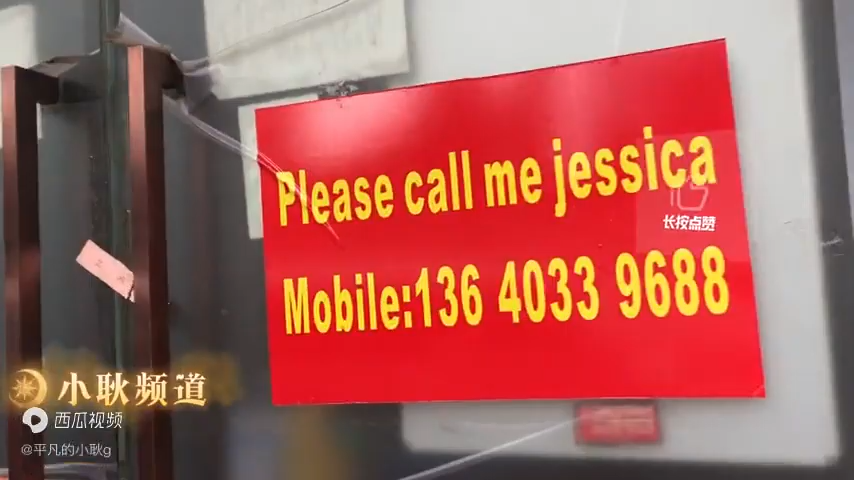 Please call me jessica
长按点赞
Mobile:136 4033 9688
小耿频道
西瓜视频
@平凡的小耿g